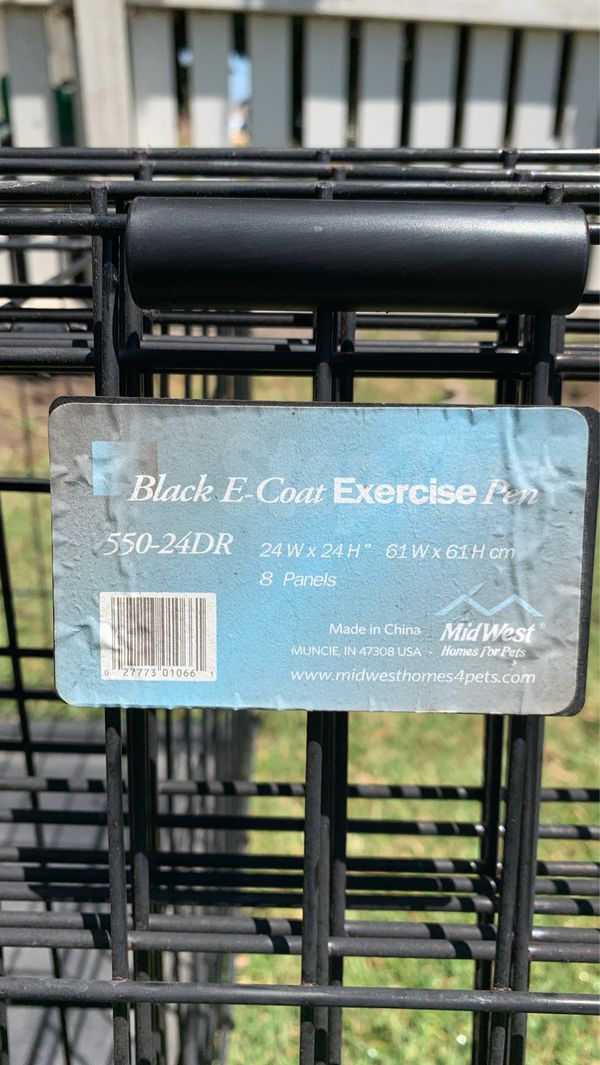 Black E-Coat Exercise Pen
550-24DR
24 W x 24 H" 61 W x 61 H cm
8 Panels
Made in China
MidWest®
MUNCIE, IN 47308 USA •
Homes For Pets
www.midwesthomes4pets.com
0 27773 01066 1